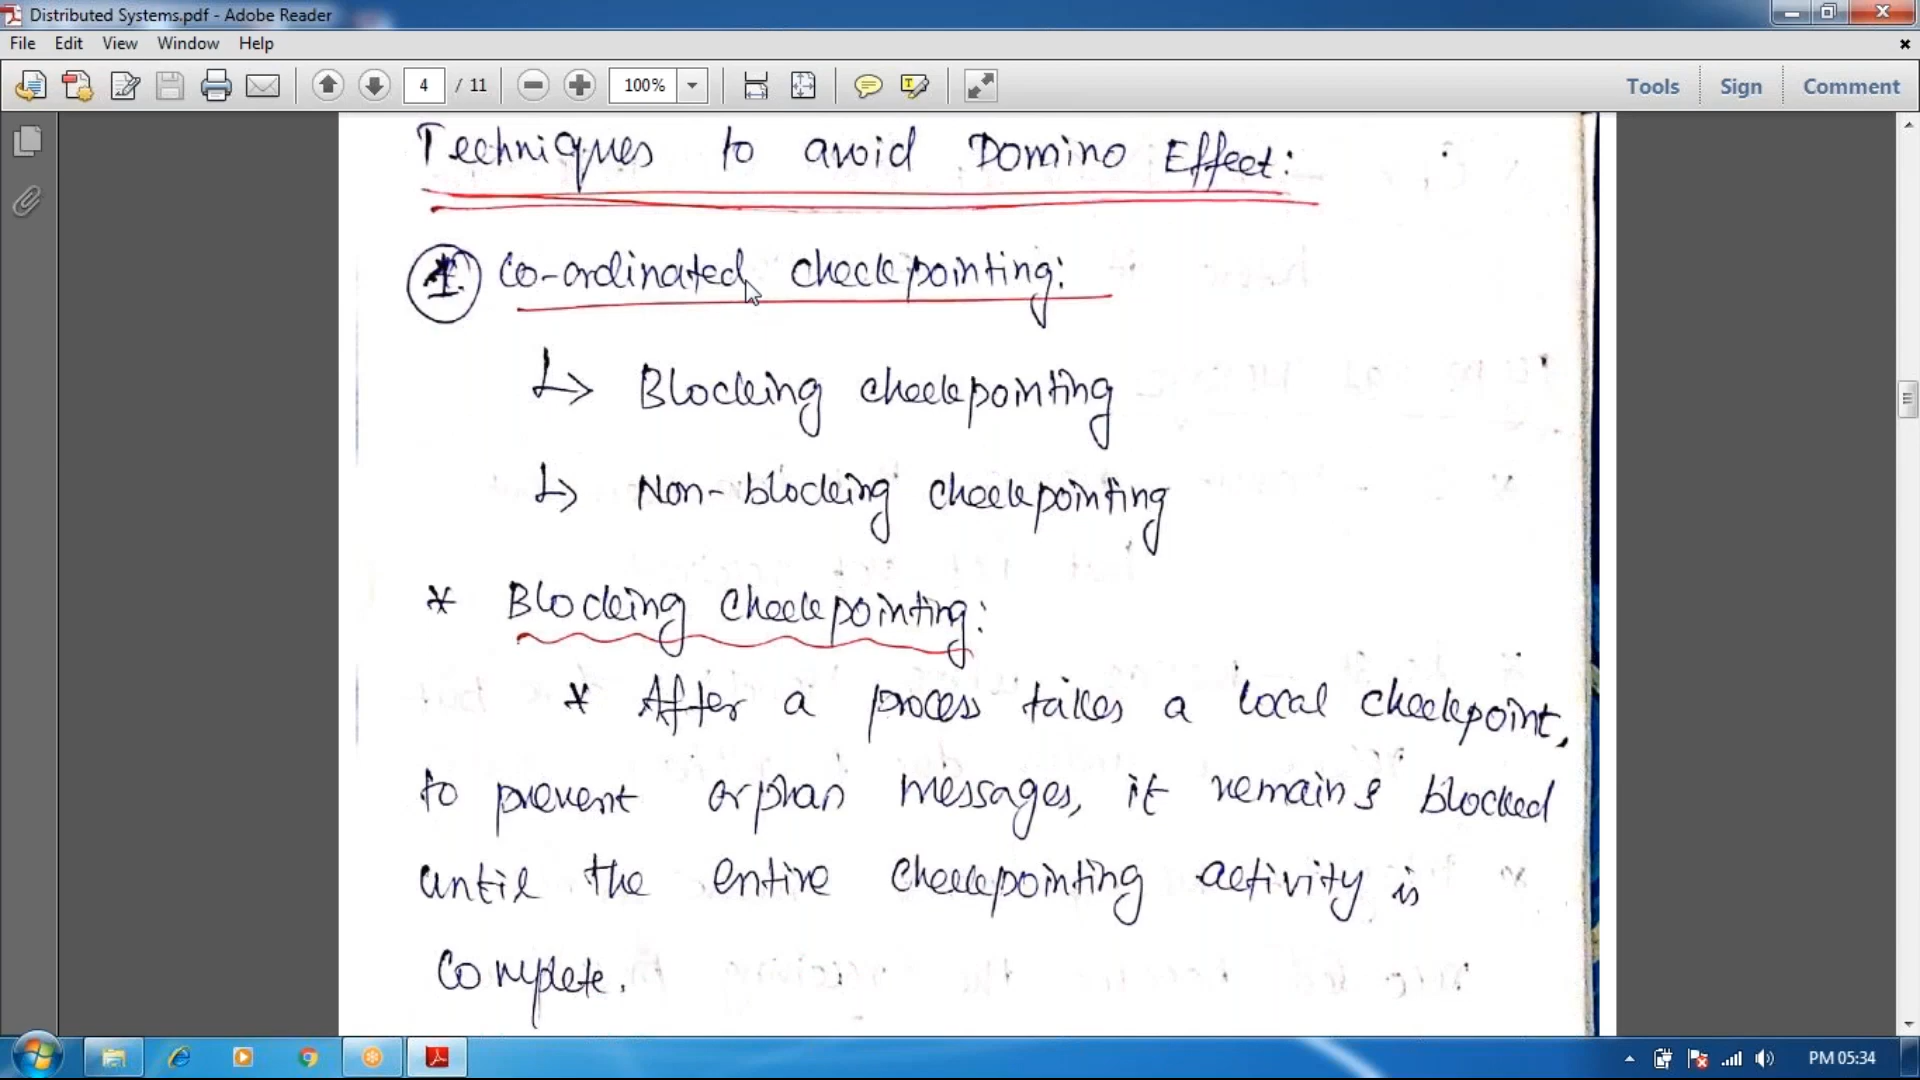 Distributed Systems.pdf - Adobe Reader
File Edit View Window Help
4 / 11 100% Tools Sign Comment
Techniques to avoid Domino Effect:
1. Co-ordinated checkpointing:
↳ Blocking checkpointing
↳ Non-blocking checkpointing
* Blocking checkpointing:
* After a process takes a local checkpoint,
to prevent orphan messages, it remains blocked
until the entire checkpointing activity is
complete.
PM 05:34